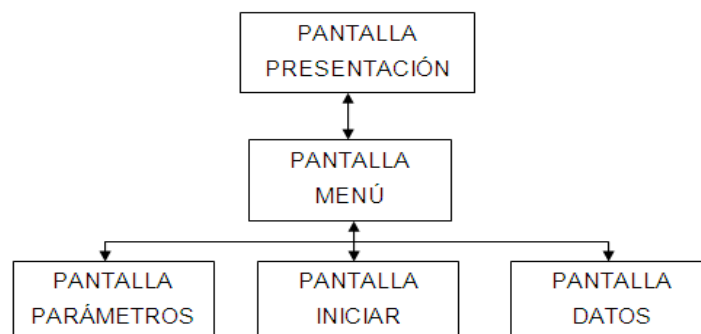 PANTALLA
PRESENTACIÓN
PANTALLA
MENÚ
PANTALLA
PARÁMETROS
PANTALLA
INICIAR
PANTALLA
DATOS